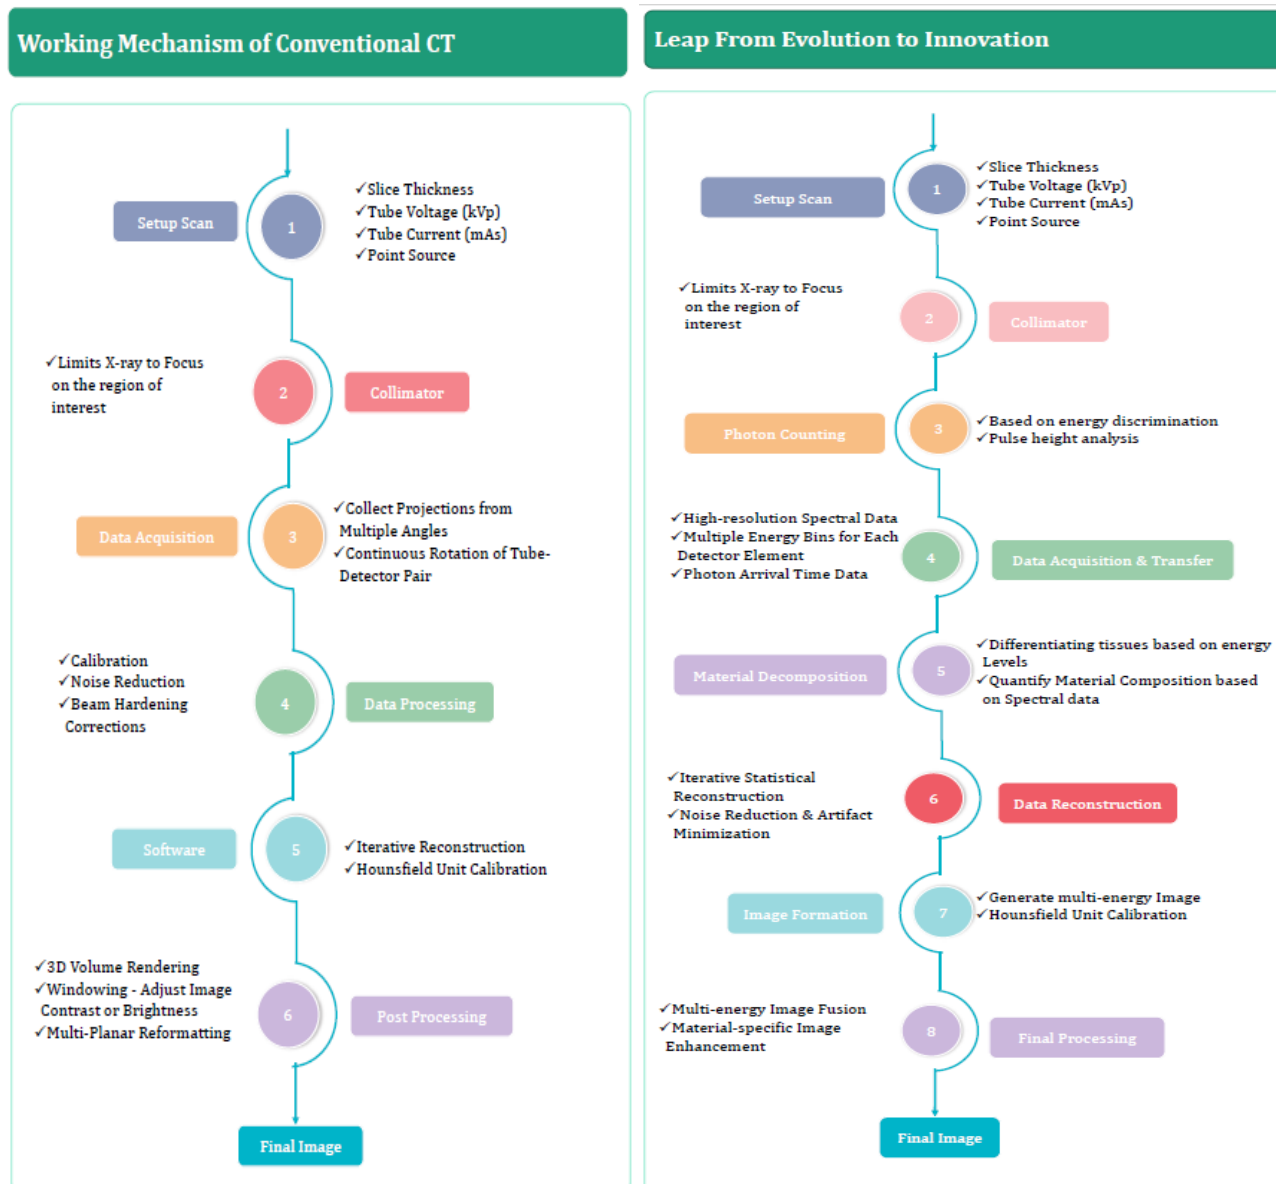 Working Mechanism of Conventional CT
1
Setup Scan
✓Slice Thickness
✓Tube Voltage (kVp)
✓Tube Current (mAs)
✓Point Source
✓Limits X-ray to Focus
on the region of
interest
2
Collimator
3
Data Acquisition
✓Collect Projections from
Multiple Angles
✓Continuous Rotation of Tube-
Detector Pair
✓Calibration
✓Noise Reduction
✓Beam Hardening
Corrections
4
Data Processing
Software
5
✓Iterative Reconstruction
✓Hounsfield Unit Calibration
✓3D Volume Rendering
✓Windowing - Adjust Image
Contrast or Brightness
✓Multi-Planar Reformatting
6
Post Processing
Final Image
Leap From Evolution to Innovation
Setup Scan
1
✓Slice Thickness
✓Tube Voltage (kVp)
✓Tube Current (mAs)
✓Point Source
✓Limits X-ray to Focus
on the region of
interest
2
Collimator
Photon Counting
3
✓Based on energy discrimination
✓Pulse height analysis
✓High-resolution Spectral Data
✓Multiple Energy Bins for Each
Detector Element
✓Photon Arrival Time Data
4
Data Acquisition & Transfer
Material Decomposition
5
✓Differentiating tissues based on energy
Levels
✓Quantify Material Composition based
on Spectral data
✓Iterative Statistical
Reconstruction
✓Noise Reduction & Artifact
Minimization
6
Data Reconstruction
Image Formation
7
✓Generate multi-energy Image
✓Hounsfield Unit Calibration
✓Multi-energy Image Fusion
✓Material-specific Image
Enhancement
8
Final Processing
Final Image